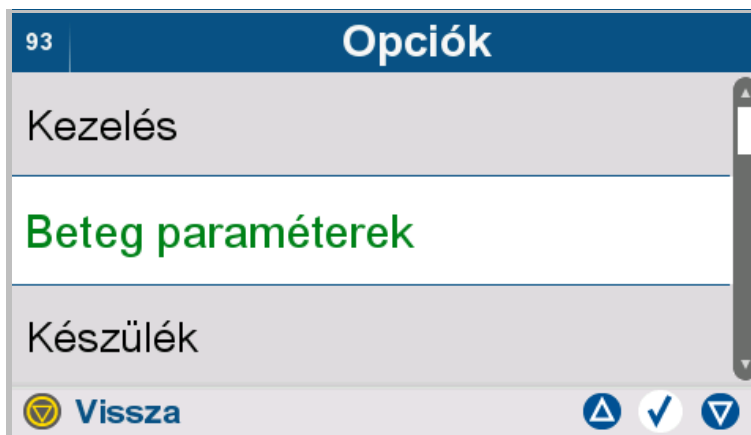 93
Opciók
Kezelés
Beteg paraméterek
Készülék
Vissza